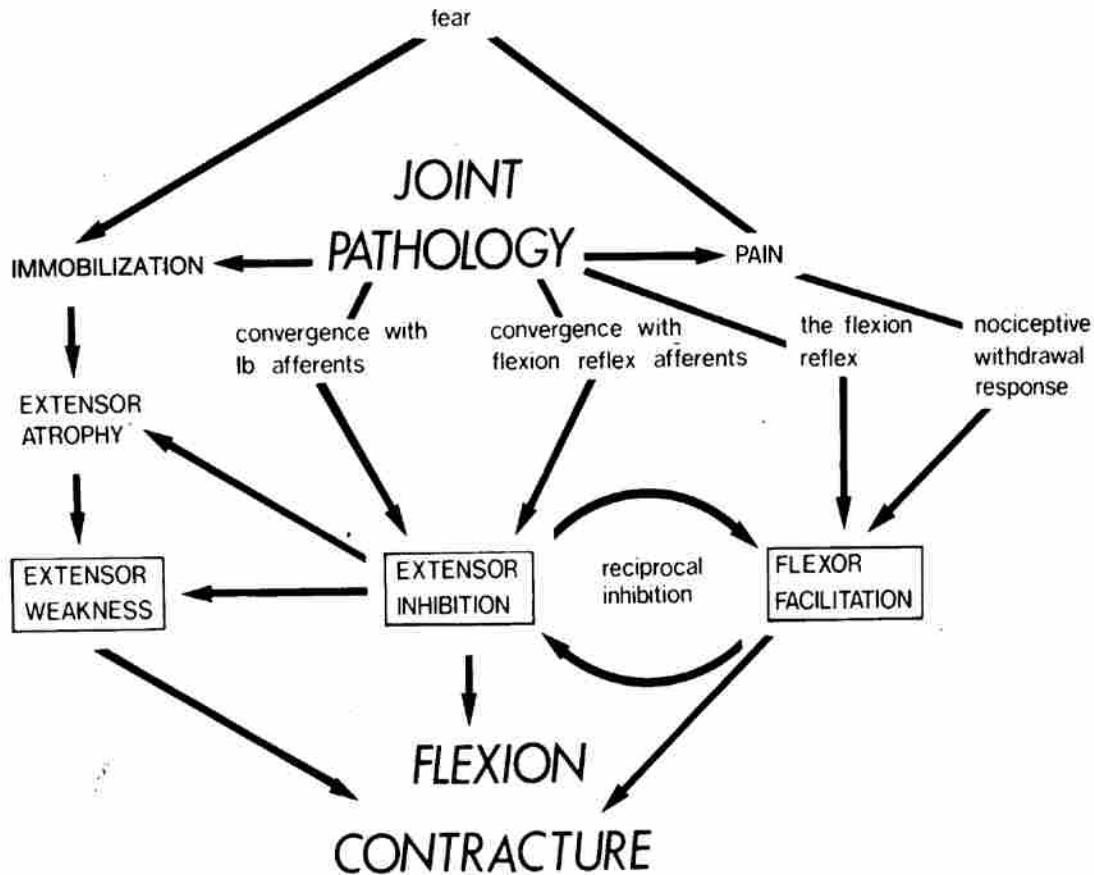 fear
JOINT
PATHOLOGY
IMMOBILIZATION
PAIN
convergence with
Ib afferents
convergence with
flexion reflex afferents
the flexion
reflex
nociceptive
withdrawal
response
EXTENSOR
ATROPHY
EXTENSOR
WEAKNESS
EXTENSOR
INHIBITION
reciprocal
inhibition
FLEXOR
FACILITATION
FLEXION
CONTRACTURE